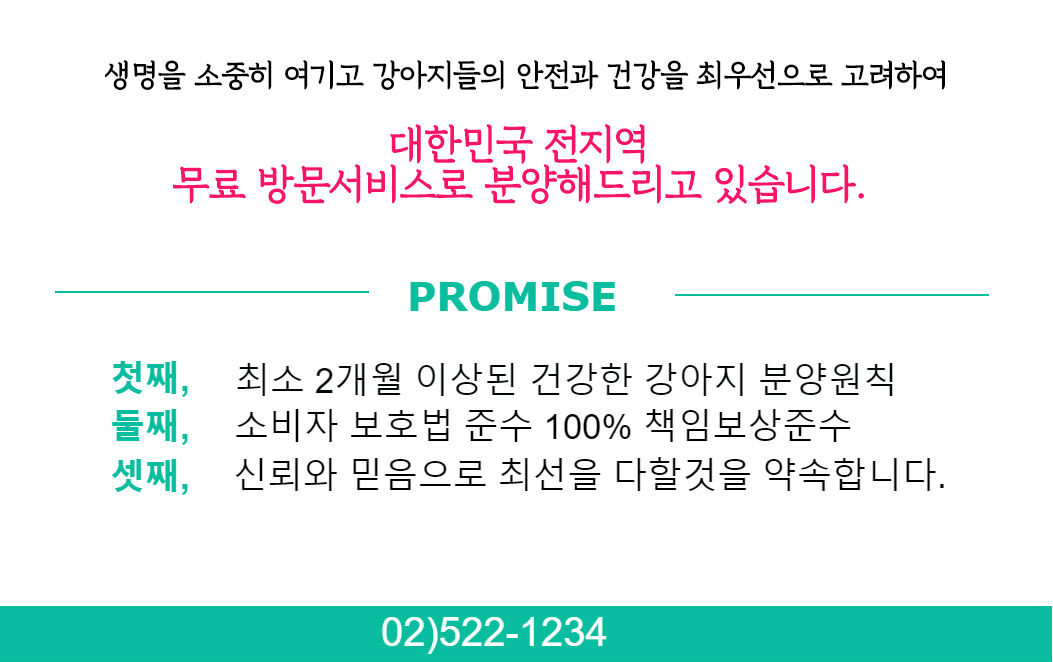 생명을 소중히 여기고 강아지들의 안전과 건강을 최우선으로 고려하여
대한민국 전지역
무료 방문서비스로 분양해드리고 있습니다.
PROMISE
첫째, 최소 2개월 이상된 건강한 강아지 분양원칙
둘째, 소비자 보호법 준수 100% 책임보상준수
셋째, 신뢰와 믿음으로 최선을 다할것을 약속합니다.
02)522-1234